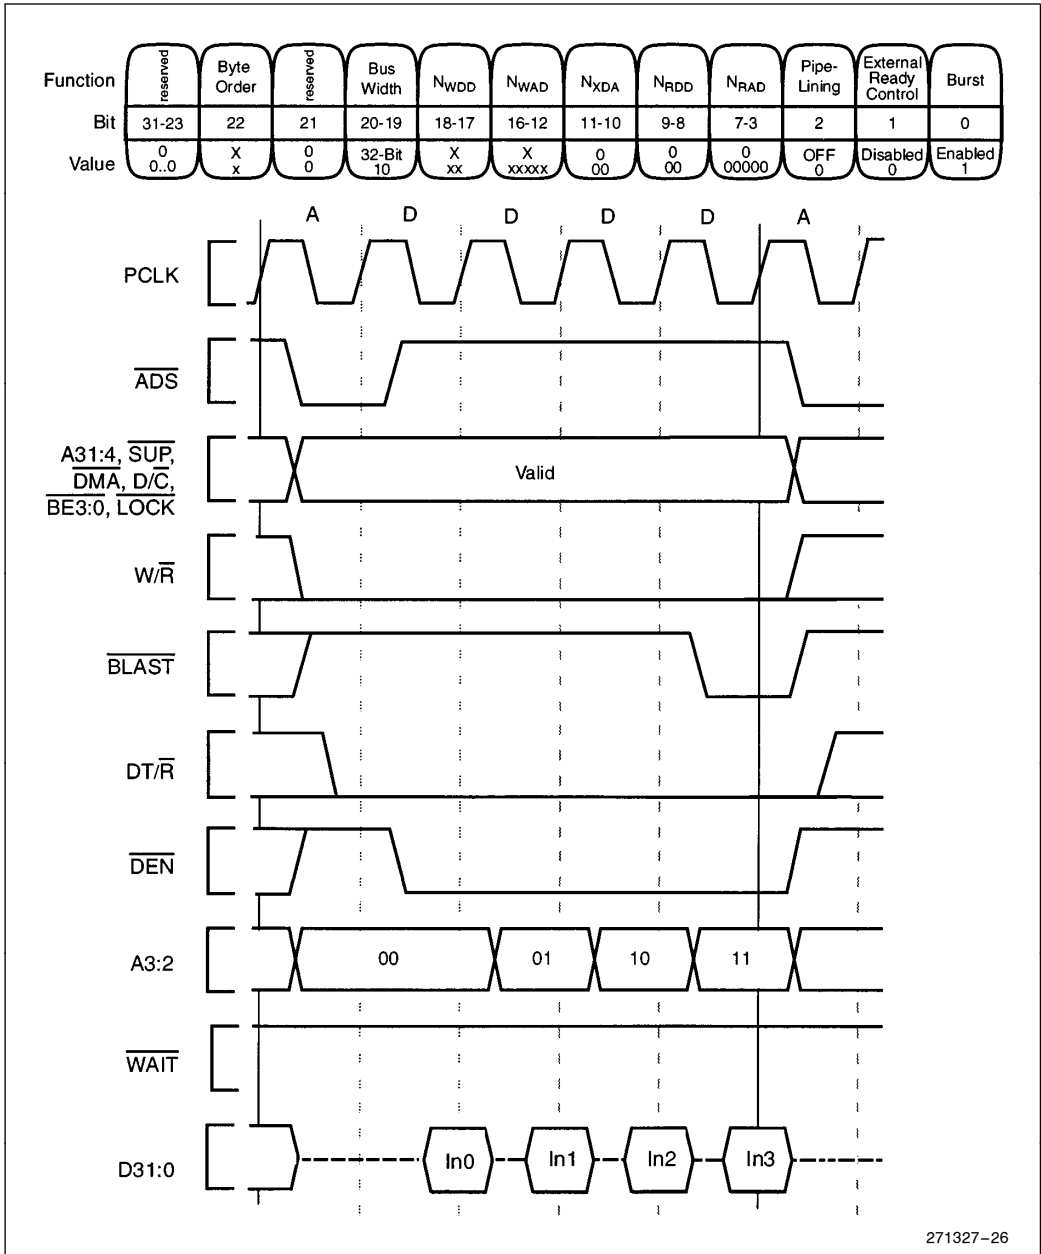 Function reserved Byte Order reserved Bus Width NWDD NWAD NXDA NRDD NRAD Pipe-Lining External Ready Control Burst
Bit 31-23 22 21 20-19 18-17 16-12 11-10 9-8 7-3 2 1 0
Value 0 0..0 X x 0 0 32-Bit 10 X xx X xxxxx 0 00 0 00 0 00000 OFF 0 Disabled 0 Enabled 1
A D D D D A
PCLK
ADS
A31:4, SUP,
DMA, D/C,
BE3:0, LOCK
Valid
W/R
BLAST
DT/R
DEN
A3:2 00 01 10 11
WAIT
D31:0 In0 In1 In2 In3
271327–26